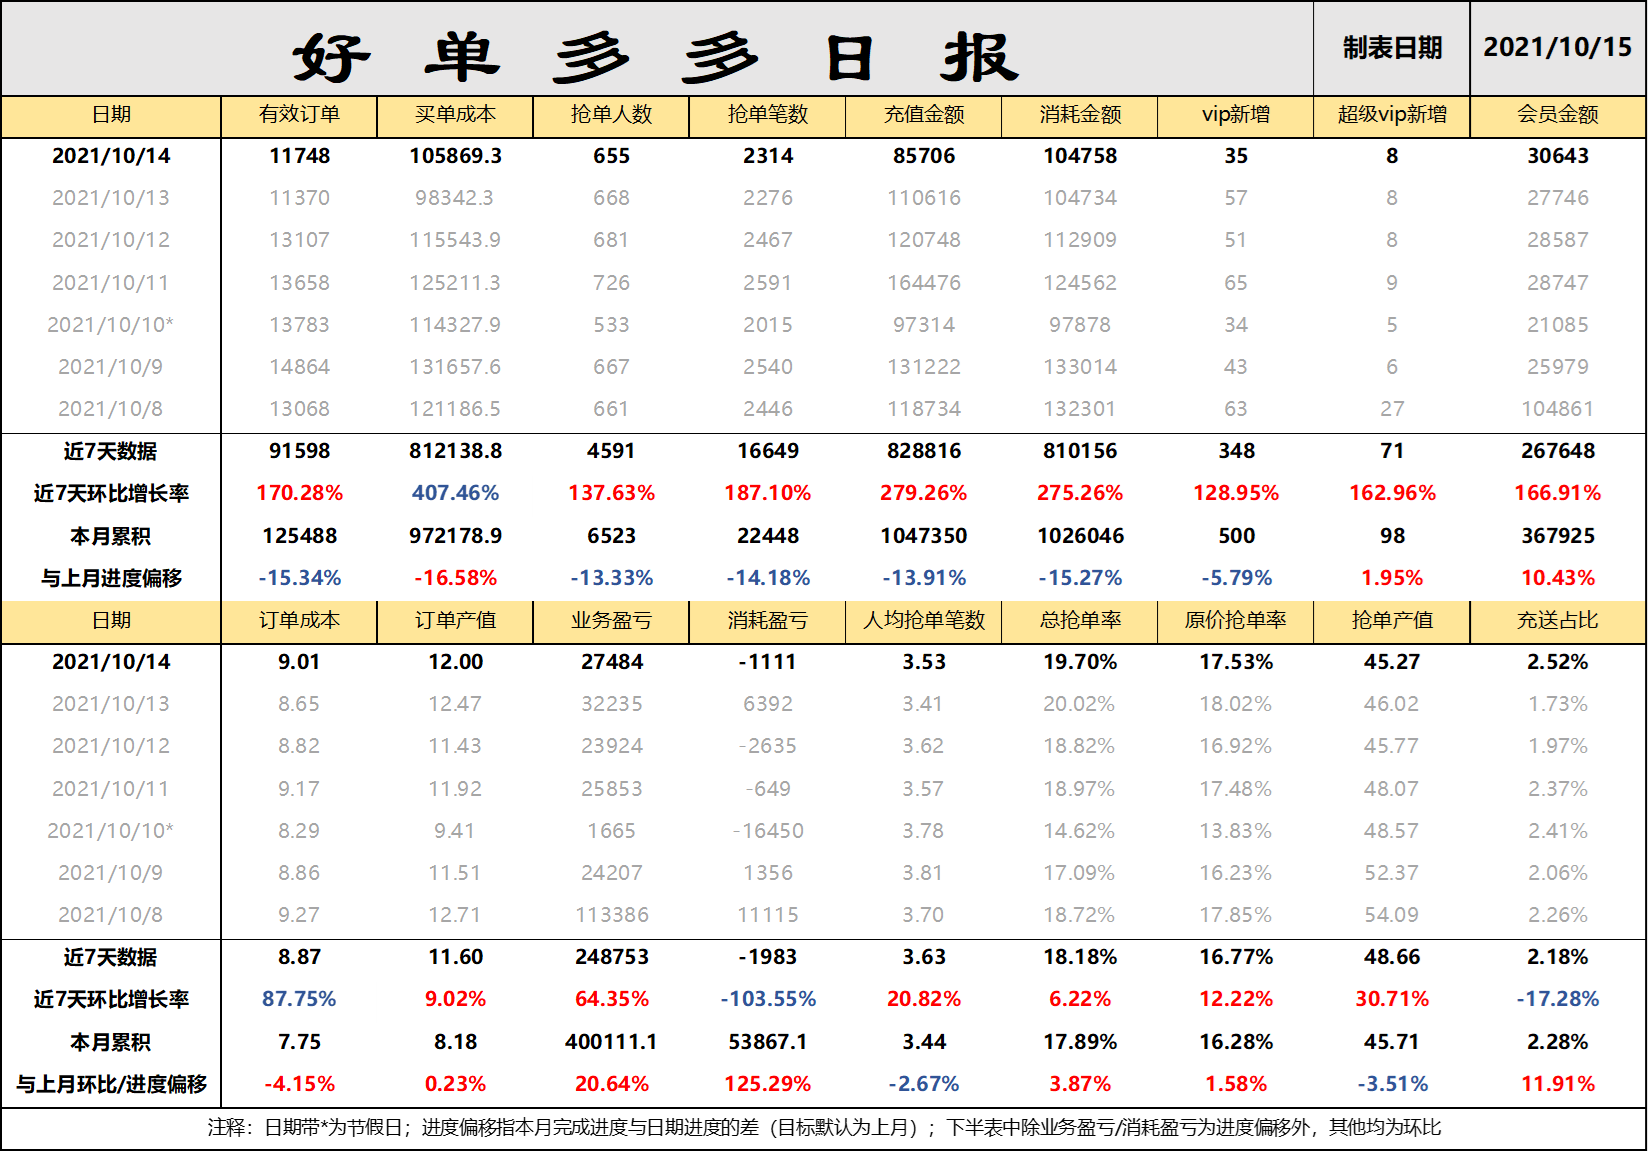 好单多多日报 制表日期 2021/10/15
日期 有效订单 买单成本 抢单人数 抢单笔数 充值金额 消耗金额 vip新增 超级vip新增 会员金额
2021/10/14 11748 105869.3 655 2314 85706 104758 35 8 30643
2021/10/13 11370 98342.3 668 2276 110616 104734 57 8 27746
2021/10/12 13107 115543.9 681 2467 120748 112909 51 8 28587
2021/10/11 13658 125211.3 726 2591 164476 124562 65 9 28747
2021/10/10* 13783 114327.9 533 2015 97314 97878 34 5 21085
2021/10/9 14864 131657.6 667 2540 131222 133014 43 6 25979
2021/10/8 13068 121186.5 661 2446 118734 132301 63 27 104861
近7天数据 91598 812138.8 4591 16649 828816 810156 348 71 267648
近7天环比增长率 170.28% 407.46% 137.63% 187.10% 279.26% 275.26% 128.95% 162.96% 166.91%
本月累积 125488 972178.9 6523 22448 1047350 1026046 500 98 367925
与上月进度偏移 -15.34% -16.58% -13.33% -14.18% -13.91% -15.27% -5.79% 1.95% 10.43%
日期 订单成本 订单产值 业务盈亏 消耗盈亏 人均抢单笔数 总抢单率 原价抢单率 抢单产值 充送占比
2021/10/14 9.01 12.00 27484 -1111 3.53 19.70% 17.53% 45.27 2.52%
2021/10/13 8.65 12.47 32235 6392 3.41 20.02% 18.02% 46.02 1.73%
2021/10/12 8.82 11.43 23924 -2635 3.62 18.82% 16.92% 45.77 1.97%
2021/10/11 9.17 11.92 25853 -649 3.57 18.97% 17.48% 48.07 2.37%
2021/10/10* 8.29 9.41 1665 -16450 3.78 14.62% 13.83% 48.57 2.41%
2021/10/9 8.86 11.51 24207 1356 3.81 17.09% 16.23% 52.37 2.06%
2021/10/8 9.27 12.71 113386 11115 3.70 18.72% 17.85% 54.09 2.26%
近7天数据 8.87 11.60 248753 -1983 3.63 18.18% 16.77% 48.66 2.18%
近7天环比增长率 87.75% 9.02% 64.35% -103.55% 20.82% 6.22% 12.22% 30.71% -17.28%
本月累积 7.75 8.18 400111.1 53867.1 3.44 17.89% 16.28% 45.71 2.28%
与上月环比/进度偏移 -4.15% 0.23% 20.64% 125.29% -2.67% 3.87% 1.58% -3.51% 11.91%
注释：日期带*为节假日；进度偏移指本月完成进度与日期进度的差（目标默认为上月）；下半表中除业务盈亏/消耗盈亏为进度偏移外，其他均为环比